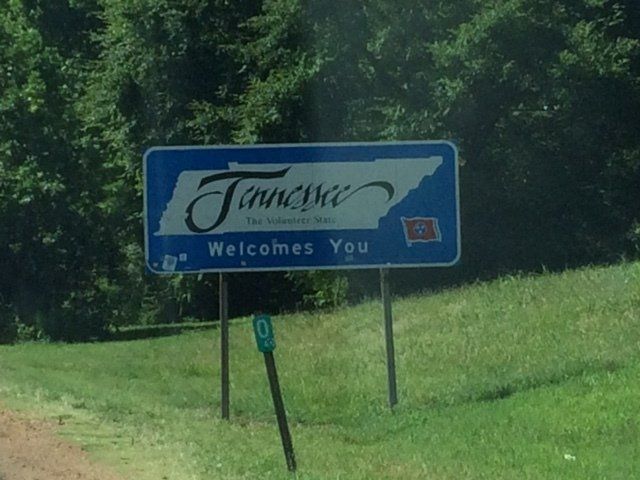 Tennessee
The Volunteer State
Welcomes You
0